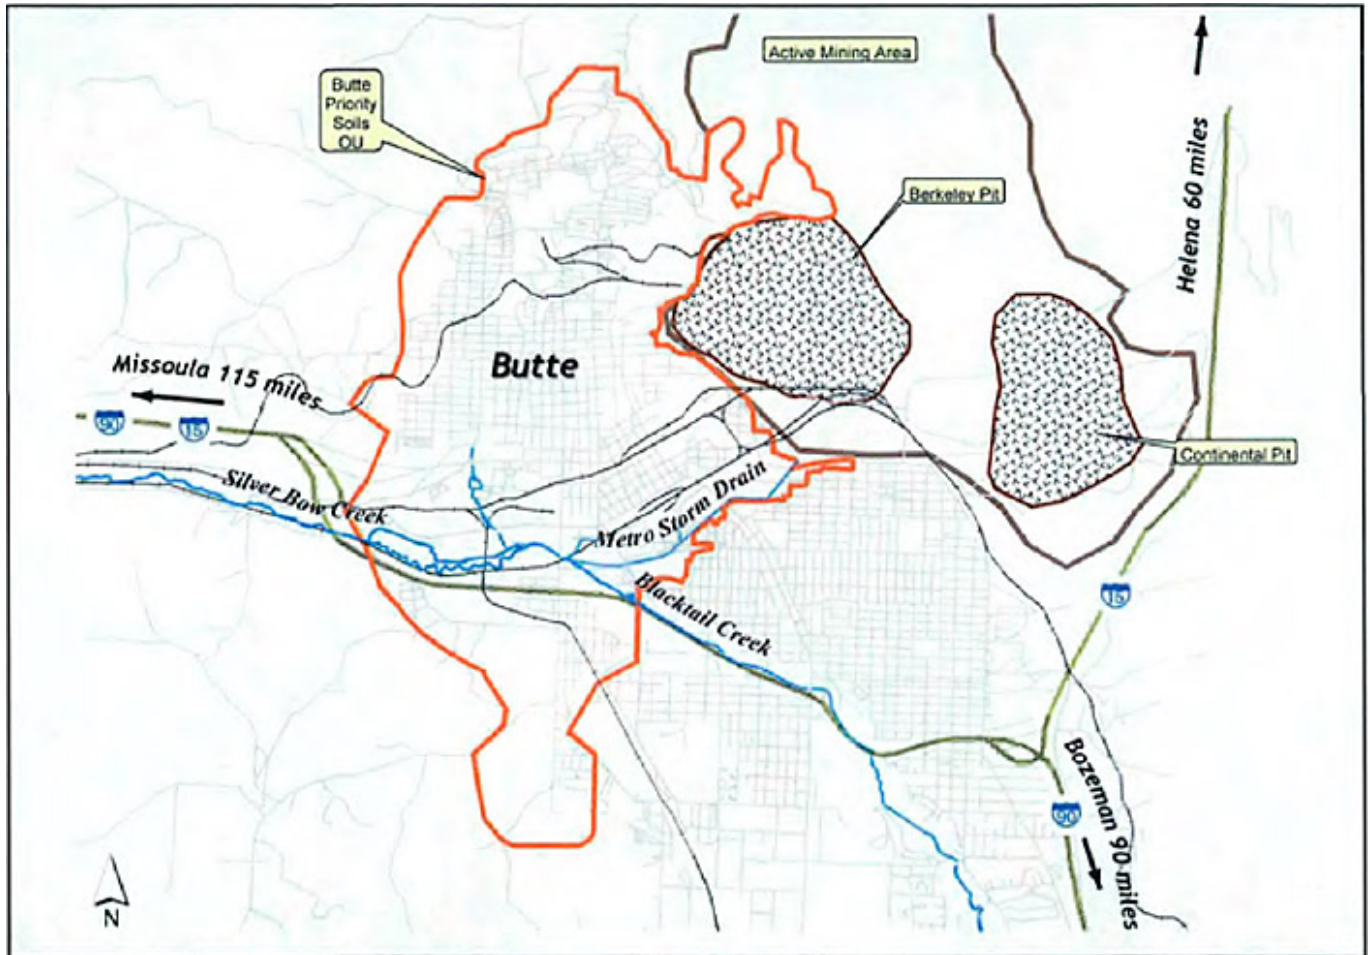 Active Mining Area
Butte
Priority
Soils
OU
Helena 60 miles
Berkeley Pit
Butte
Missoula 115 miles
90
15
Continental Pit
Silver Bow Creek
Metro Storm Drain
Blacktail Creek
15
Bozeman 90 miles
90
N